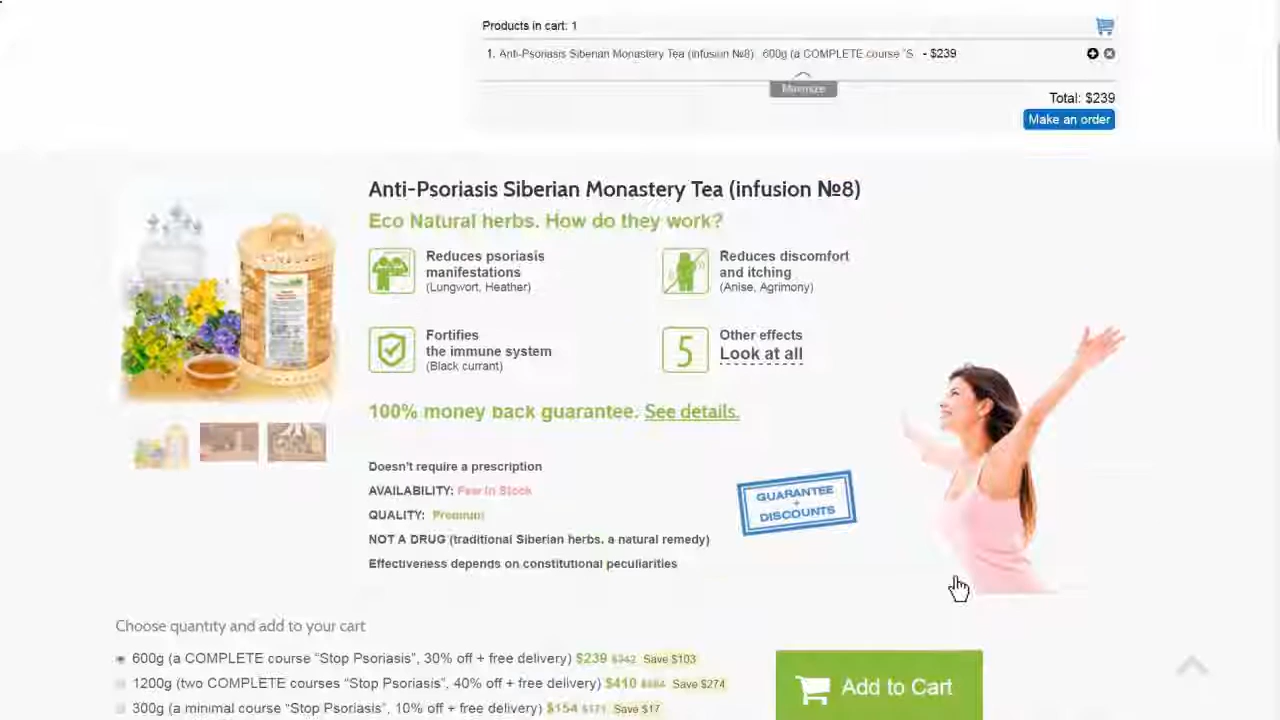 Products in cart: 1
1. Anti-Psoriasis Siberian Monastery Tea (infusion №8) 600g (a COMPLETE course "S - $239
Minimize
Total: $239
Make an order
Anti-Psoriasis Siberian Monastery Tea (infusion №8)
Eco Natural herbs. How do they work?
Reduces psoriasis
manifestations
(Lungwort, Heather)
Reduces discomfort
and itching
(Anise, Agrimony)
Fortifies
the immune system
(Black currant)
5
Other effects
Look at all
100% money back guarantee. See details.
Doesn't require a prescription
AVAILABILITY: Few In Stock
QUALITY: Premium
NOT A DRUG (traditional Siberian herbs, a natural remedy)
Effectiveness depends on constitutional peculiarities
GUARANTEE
+
DISCOUNTS
Choose quantity and add to your cart
600g (a COMPLETE course "Stop Psoriasis", 30% off + free delivery) $239 $342 Save $103
1200g (two COMPLETE courses "Stop Psoriasis", 40% off + free delivery) $410 $684 Save $274
300g (a minimal course "Stop Psoriasis", 10% off + free delivery) $154 $171 Save $17
Add to Cart